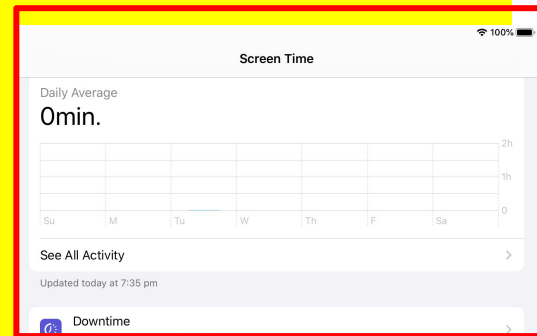 100%
Screen Time
Daily Average
0min.
2h
1h
0
Su M Tu W Th F Sa
See All Activity
Updated today at 7:35 pm
Downtime